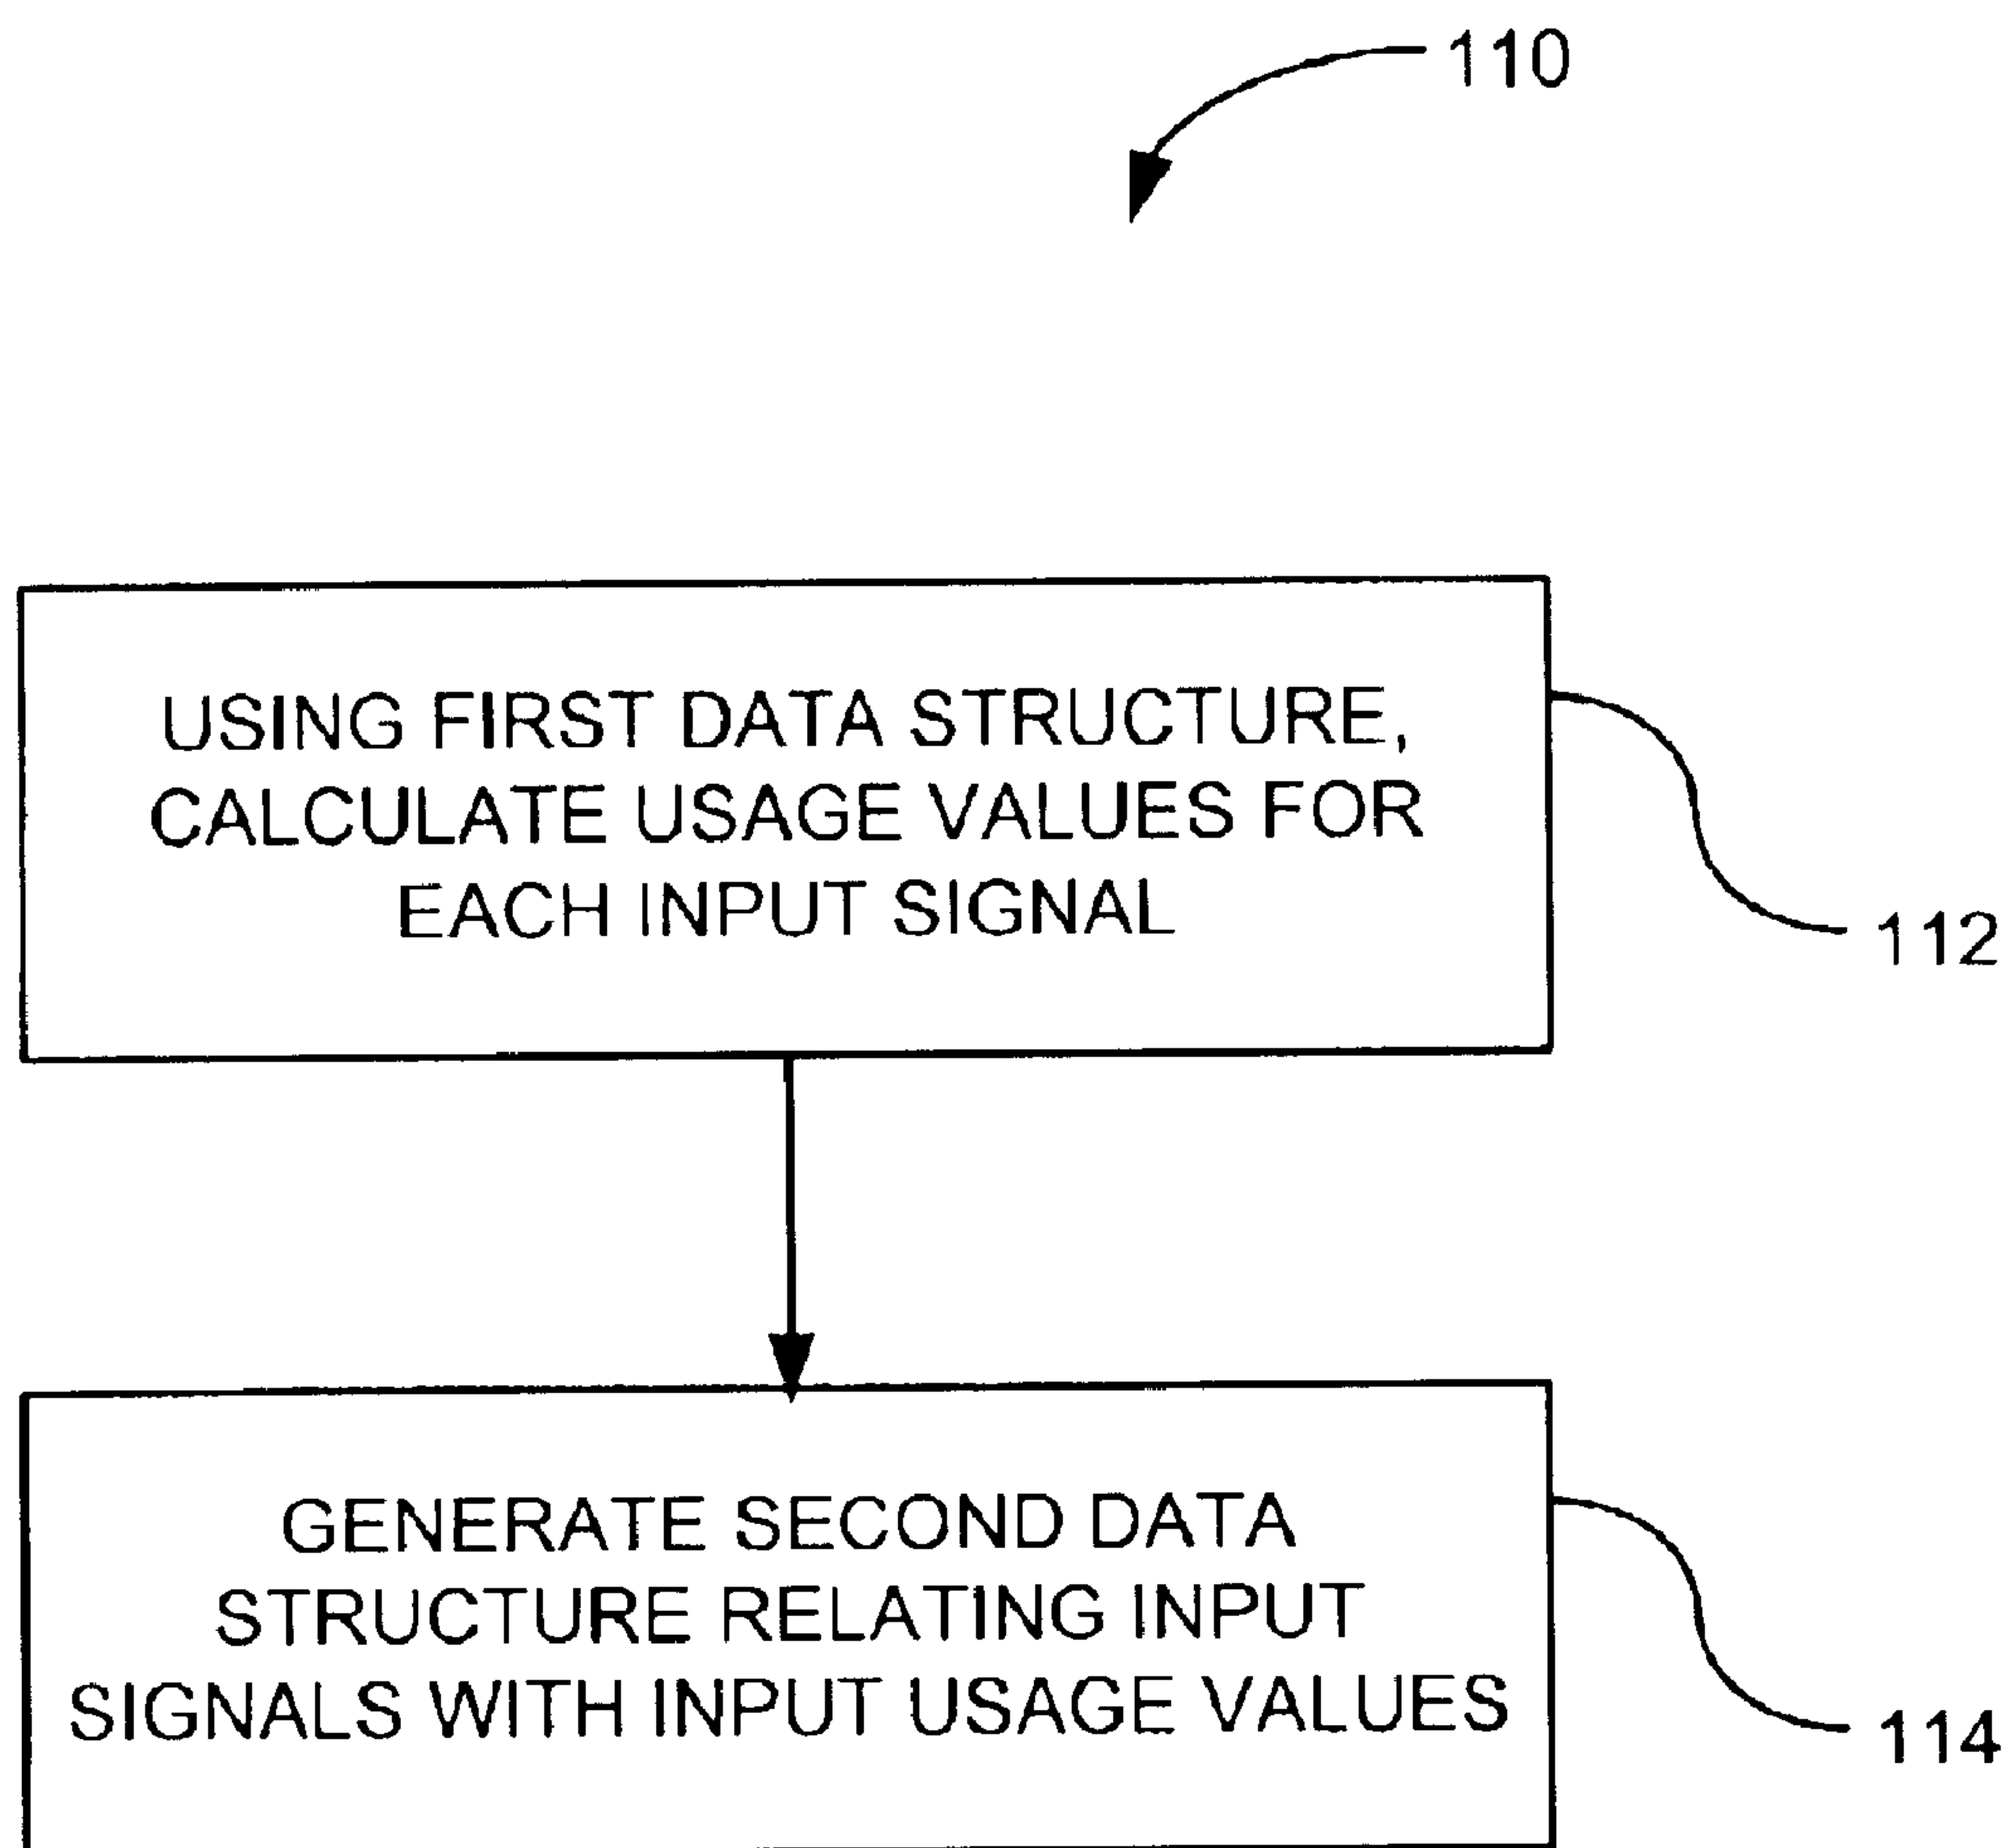 110
USING FIRST DATA STRUCTURE,
CALCULATE USAGE VALUES FOR
EACH INPUT SIGNAL
112
GENERATE SECOND DATA
STRUCTURE RELATING INPUT
SIGNALS WITH INPUT USAGE VALUES
114